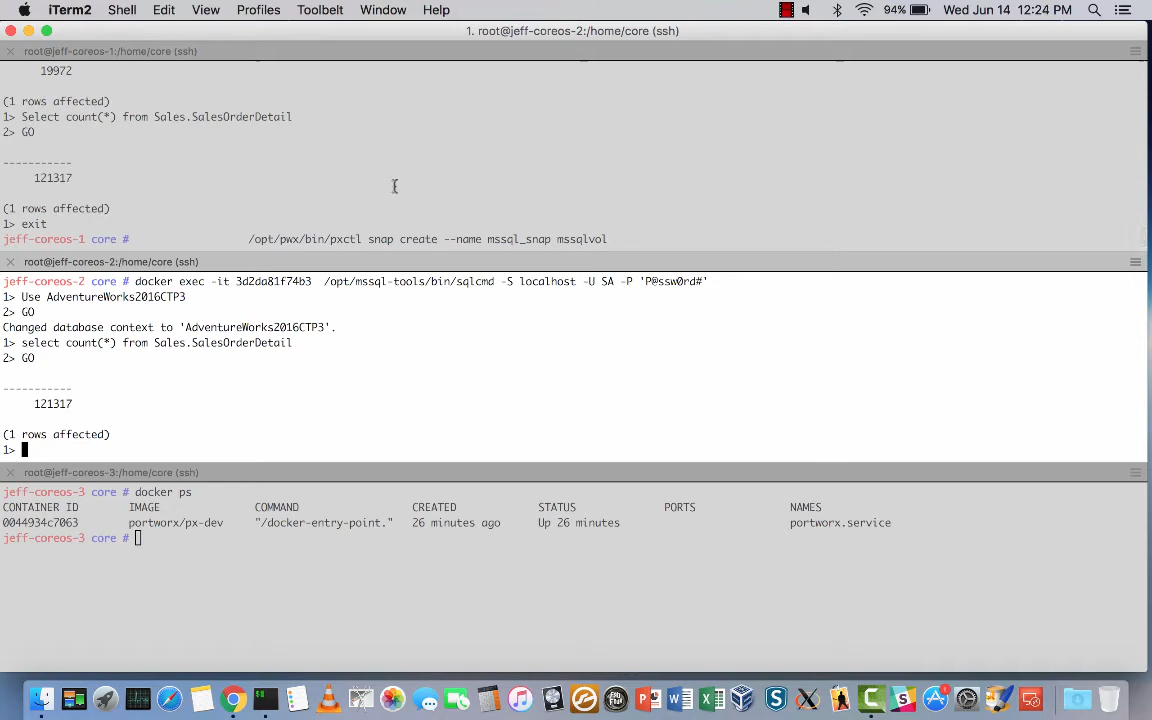 iTerm2 Shell Edit View Profiles Toolbelt Window Help 94% Wed Jun 14 12:24 PM
1. root@jeff-coreos-2:/home/core (ssh)
root@jeff-coreos-1:/home/core (ssh)
19972
(1 rows affected)
1> Select count(*) from Sales.SalesOrderDetail
2> GO
-----------
121317
(1 rows affected)
1> exit
jeff-coreos-1 core # /opt/pwx/bin/pxctl snap create --name mssql_snap mssqlvol
root@jeff-coreos-2:/home/core (ssh)
jeff-coreos-2 core # docker exec -it 3d2da81f74b3 /opt/mssql-tools/bin/sqlcmd -S localhost -U SA -P 'P@ssw0rd#'
1> Use AdventureWorks2016CTP3
2> GO
Changed database context to 'AdventureWorks2016CTP3'.
1> select count(*) from Sales.SalesOrderDetail
2> GO
-----------
121317
(1 rows affected)
1>
root@jeff-coreos-3:/home/core (ssh)
jeff-coreos-3 core # docker ps
CONTAINER ID IMAGE COMMAND CREATED STATUS PORTS NAMES
0044934c7063 portworx/px-dev "/docker-entry-point." 26 minutes ago Up 26 minutes portworx.service
jeff-coreos-3 core #